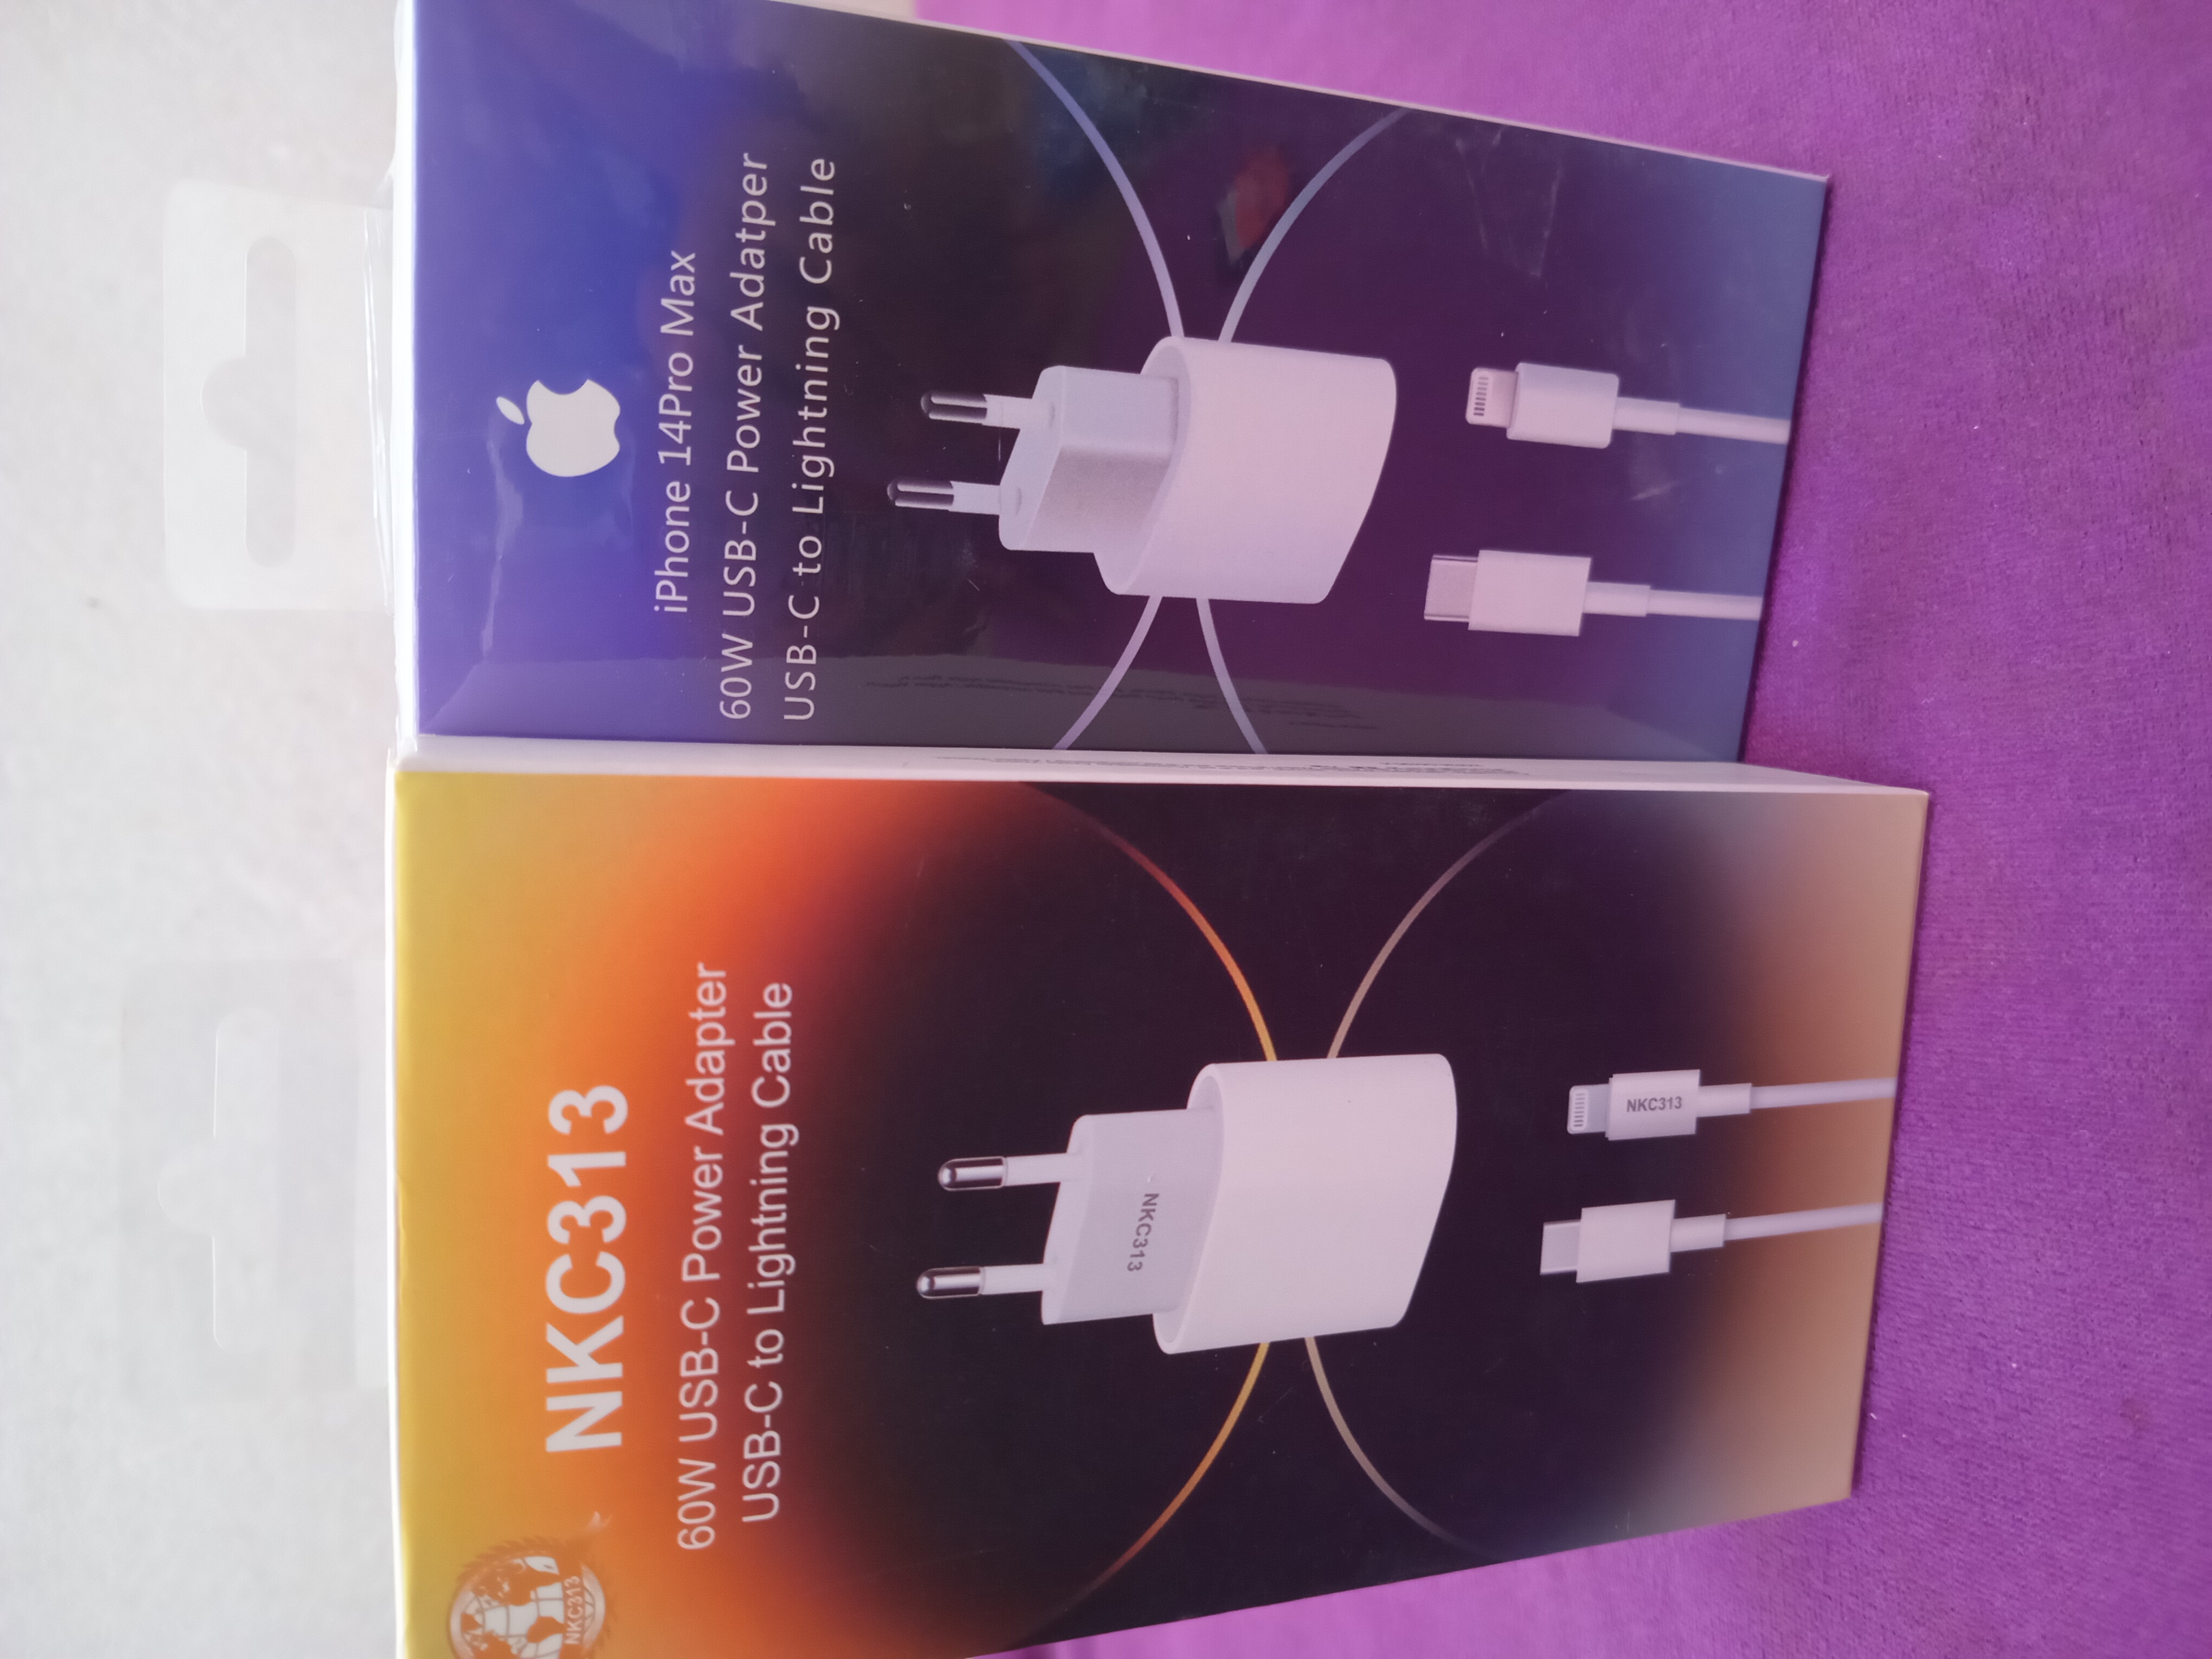 NKC313
NKC313
60W USB-C Power Adapter
USB-C to Lightning Cable
NKC313
NKC313
iPhone 14Pro Max
60W USB-C Power Adatper
USB-C to Lightning Cable